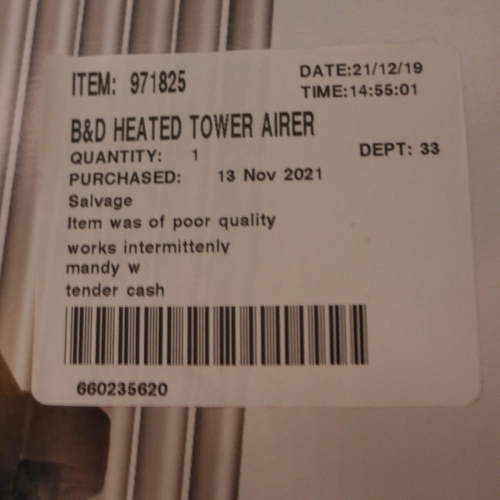 ITEM: 971825
DATE:21/12/19
TIME:14:55:01
B&D HEATED TOWER AIRER
QUANTITY: 1
DEPT: 33
PURCHASED: 13 Nov 2021
Salvage
Item was of poor quality
works intermittenly
mandy w
tender cash
660235620